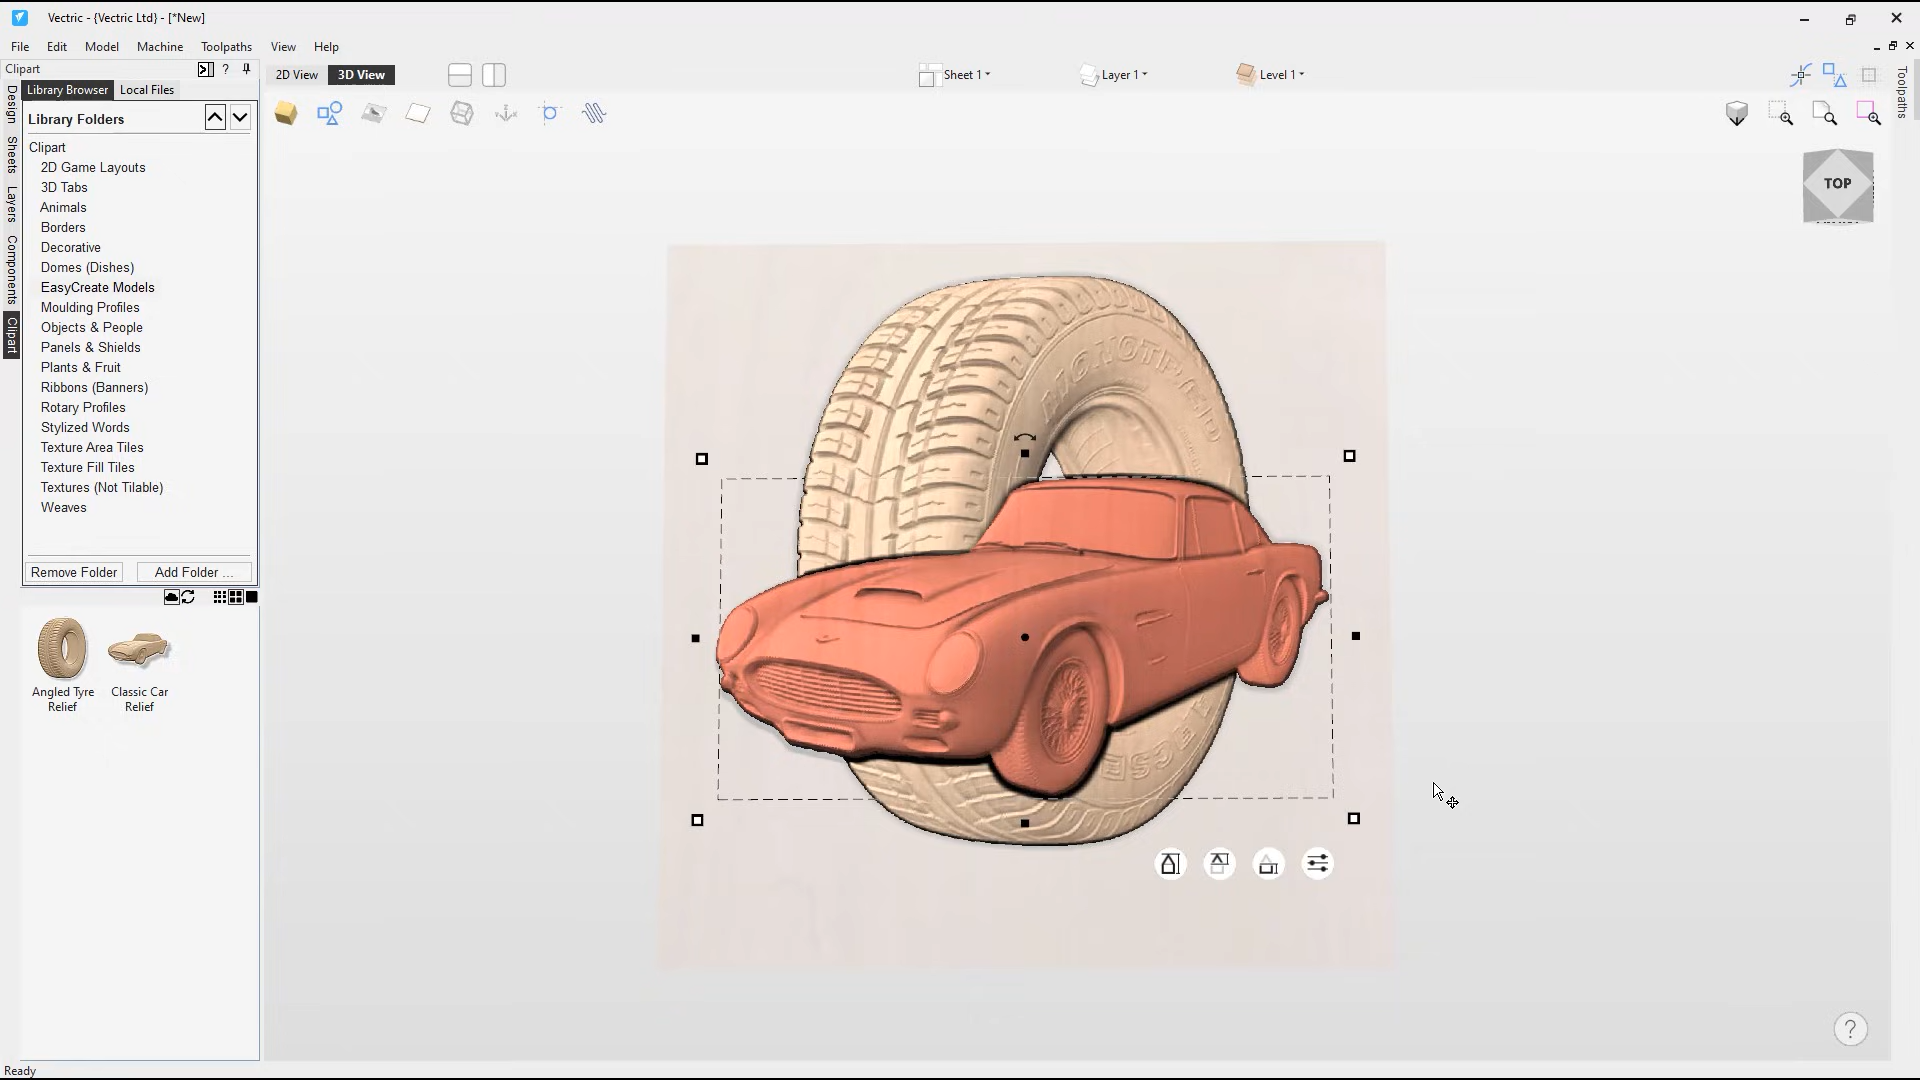 Vectric - {Vectric Ltd} - [*New]
File Edit Model Machine Toolpaths View Help
Clipart ?
Library Browser Local Files
2D View 3D View
Sheet 1 Layer 1 Level 1
Toolpaths
Design
Sheets
Layers
Components
Clipart
Library Folders
Clipart
2D Game Layouts
3D Tabs
Animals
Borders
Decorative
Domes (Dishes)
EasyCreate Models
Moulding Profiles
Objects & People
Panels & Shields
Plants & Fruit
Ribbons (Banners)
Rotary Profiles
Stylized Words
Texture Area Tiles
Texture Fill Tiles
Textures (Not Tilable)
Weaves
Remove Folder Add Folder ...
Angled Tyre Relief
Classic Car Relief
TOP
?
Ready